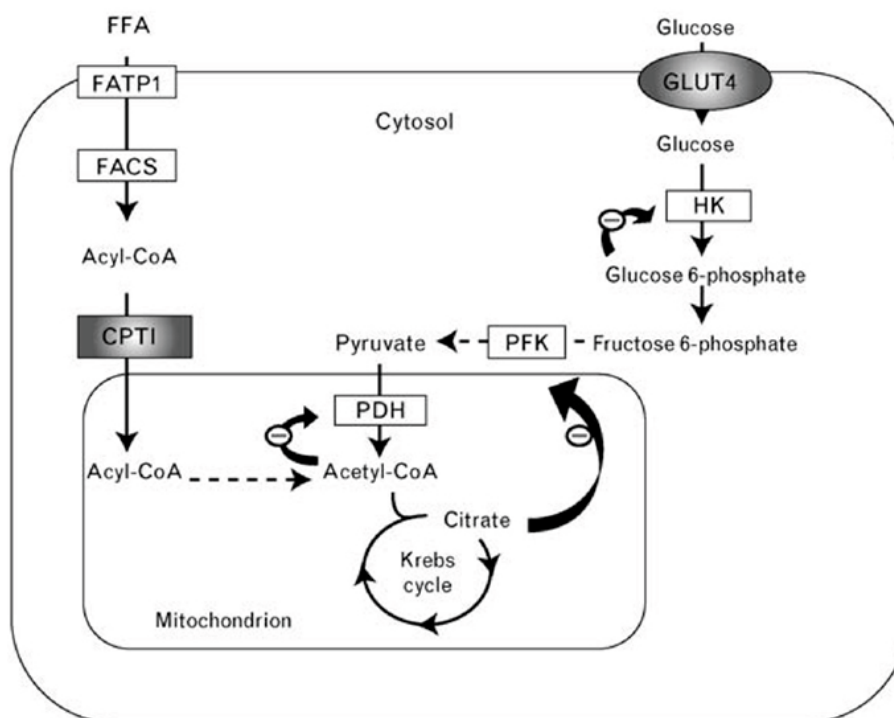 FFA
Glucose
FATP1
GLUT4
Cytosol
Glucose
FACS
HK
−
Acyl-CoA
Glucose 6-phosphate
CPTI
Pyruvate
PFK
Fructose 6-phosphate
PDH
−
−
Acyl-CoA
Acetyl-CoA
Citrate
Krebs
cycle
Mitochondrion